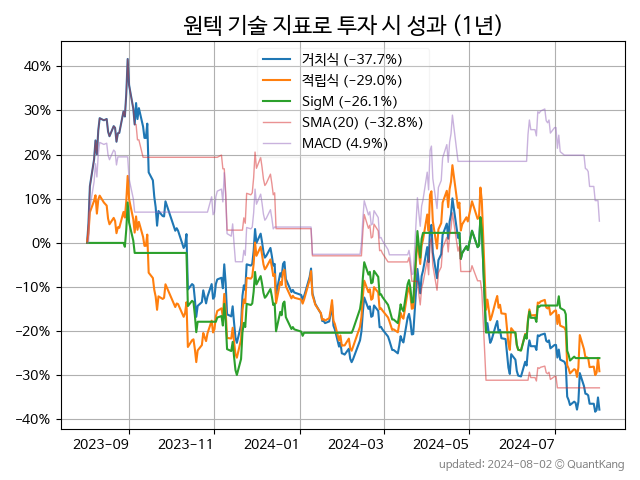 원텍 기술 지표로 투자 시 성과 (1년)
거치식 (−37.7%)
적립식 (−29.0%)
SigM (−26.1%)
SMA(20) (−32.8%)
MACD (4.9%)
40%
30%
20%
10%
0%
−10%
−20%
−30%
−40%
2023-09 2023-11 2024-01 2024-03 2024-05 2024-07
updated: 2024-08-02 © QuantKang